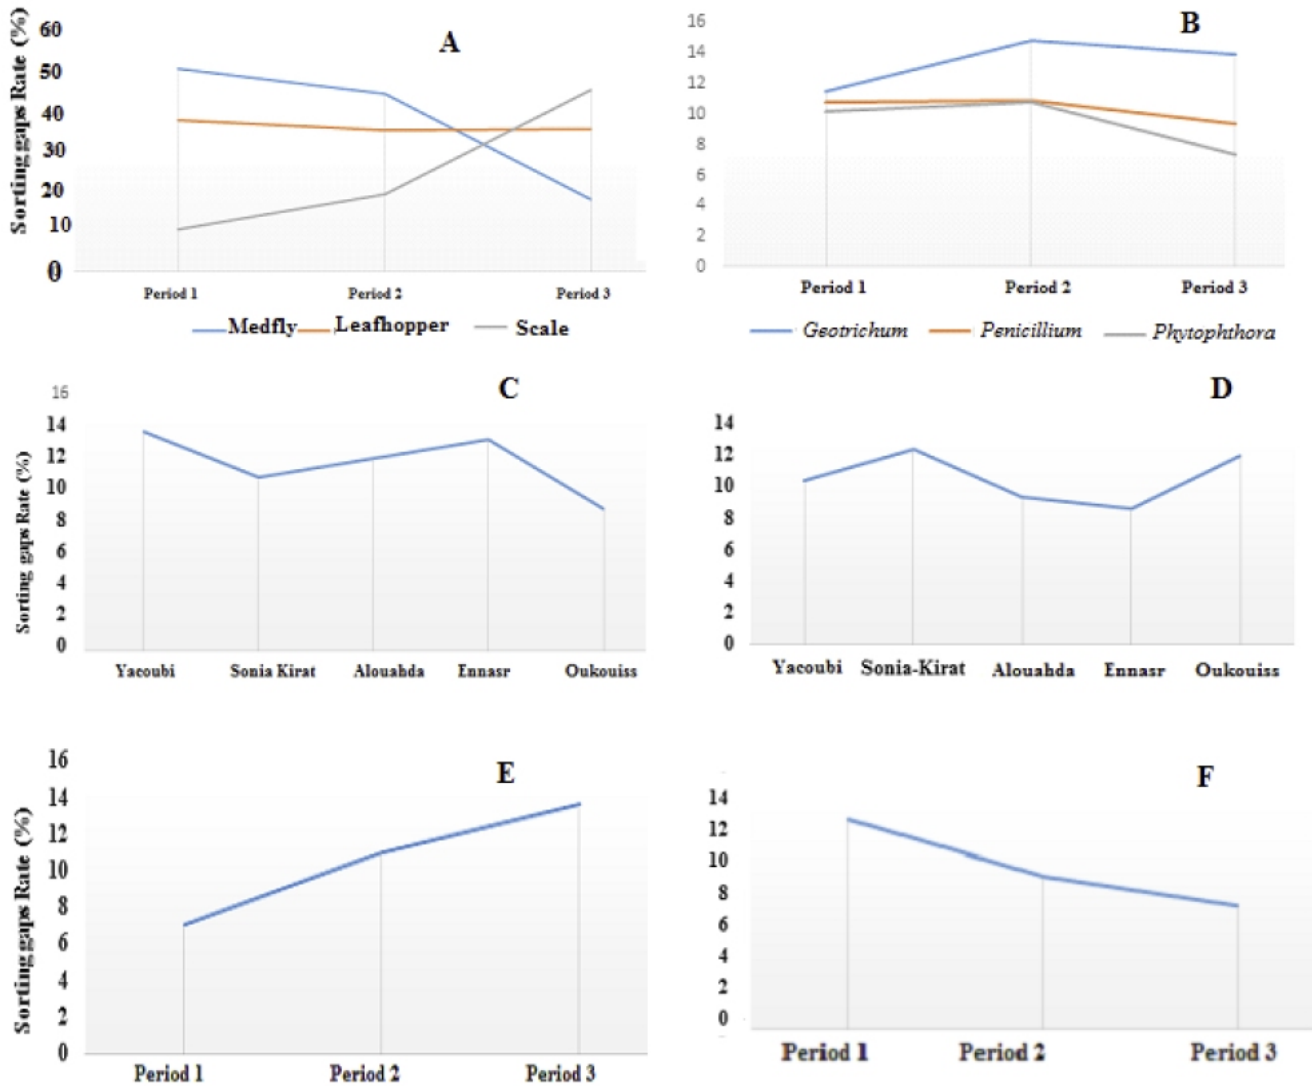 Sorting gaps Rate (%)
60
50
40
30
20
10
0
A
Period 1 Period 2 Period 3
Medfly Leafhopper Scale
16
14
12
10
8
6
4
2
0
B
Period 1 Period 2 Period 3
Geotrichum Penicillium Phytophthora
Sorting gaps Rate (%)
16
14
12
10
8
6
4
2
0
C
Yacoubi Sonia Kirat Alouahda Ennasr Oukouiss
14
12
10
8
6
4
2
0
D
Yacoubi Sonia-Kirat Alouahda Ennasr Oukouiss
Sorting gaps Rate (%)
16
14
12
10
8
6
4
2
0
E
Period 1 Period 2 Period 3
14
12
10
8
6
4
2
0
F
Period 1 Period 2 Period 3